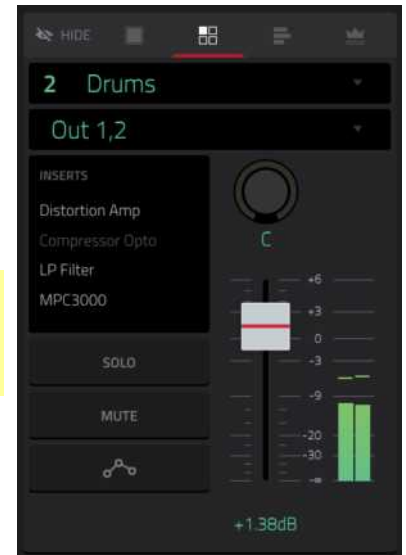 HIDE
2 Drums
Out 1,2
INSERTS
Distortion Amp
Compressor Opto
LP Filter
MPC3000
C
+6
+3
0
-3
-9
-20
-30
-∞
SOLO
MUTE
+1.38dB